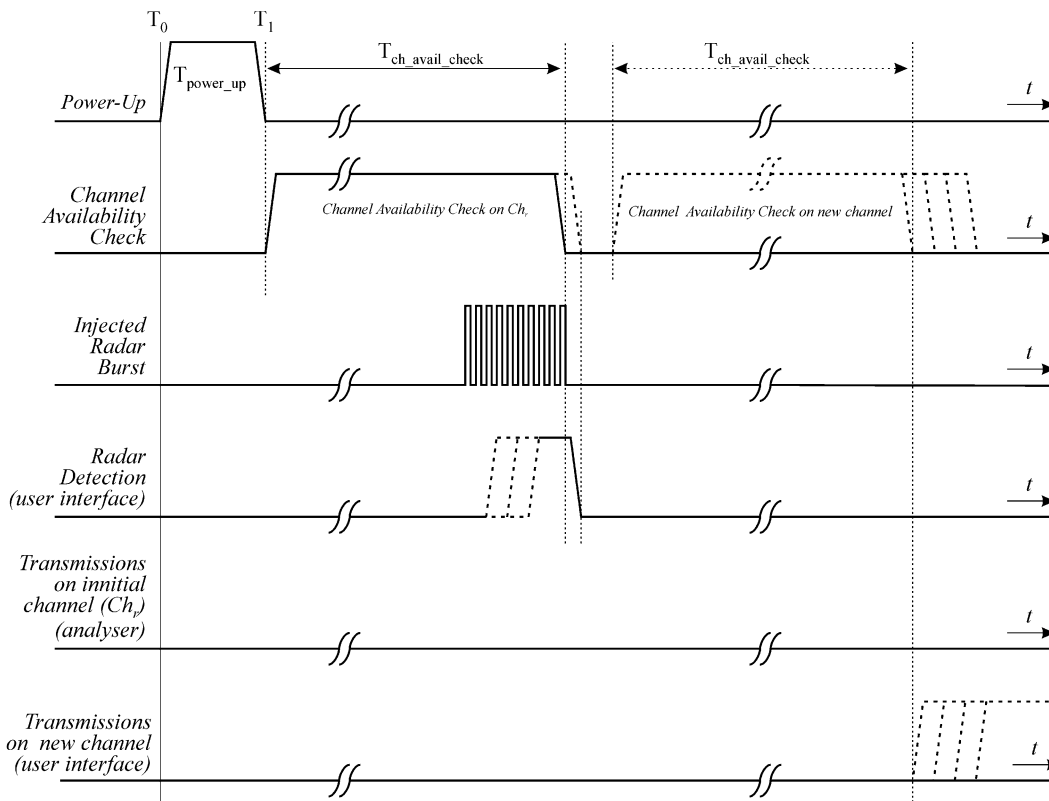 T0 T1
Tch_avail_check Tch_avail_check
Tpower_up
Power-Up
t
Channel
Availability
Check
Channel Availability Check on Chr
Channel Availability Check on new channel
t
Injected
Radar
Burst
t
Radar
Detection
(user interface)
t
Transmissions
on innitial
channel (Chr)
(analyser)
t
Transmissions
on new channel
(user interface)
t